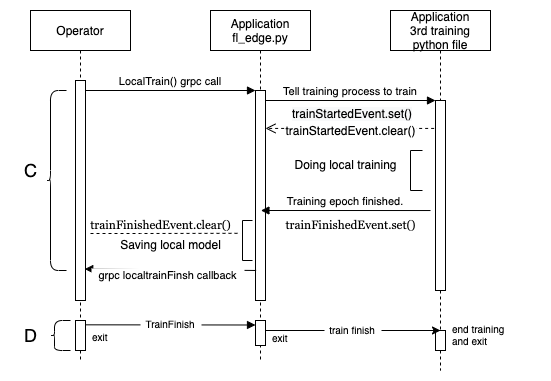 Operator
Application
fl_edge.py
Application
3rd training
python file
LocalTrain() grpc call
Tell training process to train
trainStartedEvent.set()
trainStartedEvent.clear()
Doing local training
C
Training epoch finished.
trainFinishedEvent.clear()
trainFinishedEvent.set()
Saving local model
grpc localtrainFinsh callback
D
TrainFinish
train finish
end training
and exit
exit
exit